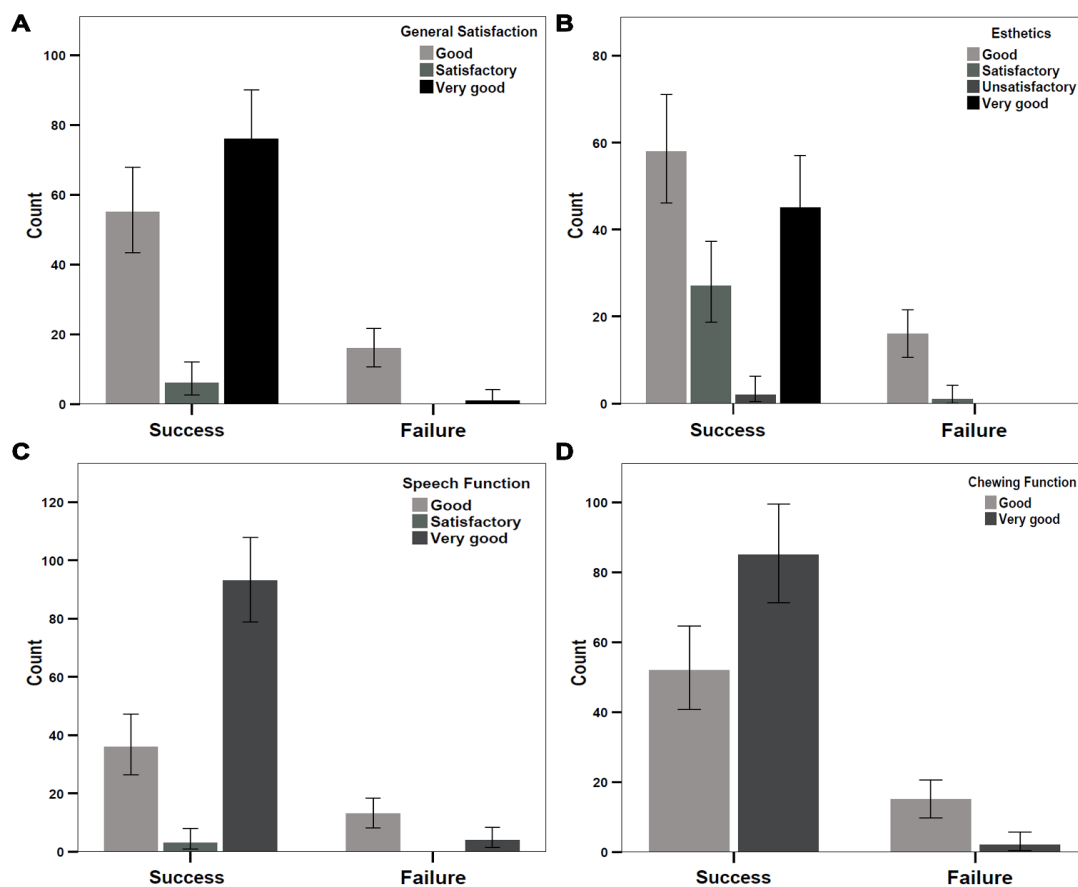 A
General Satisfaction
Good
Satisfactory
Very good
100
80
60
40
20
0
Count
Success
Failure
B
Esthetics
Good
Satisfactory
Unsatisfactory
Very good
80
60
40
20
0
Count
Success
Failure
C
Speech Function
Good
Satisfactory
Very good
120
100
80
60
40
20
0
Count
Success
Failure
D
Chewing Function
Good
Very good
100
80
60
40
20
0
Count
Success
Failure